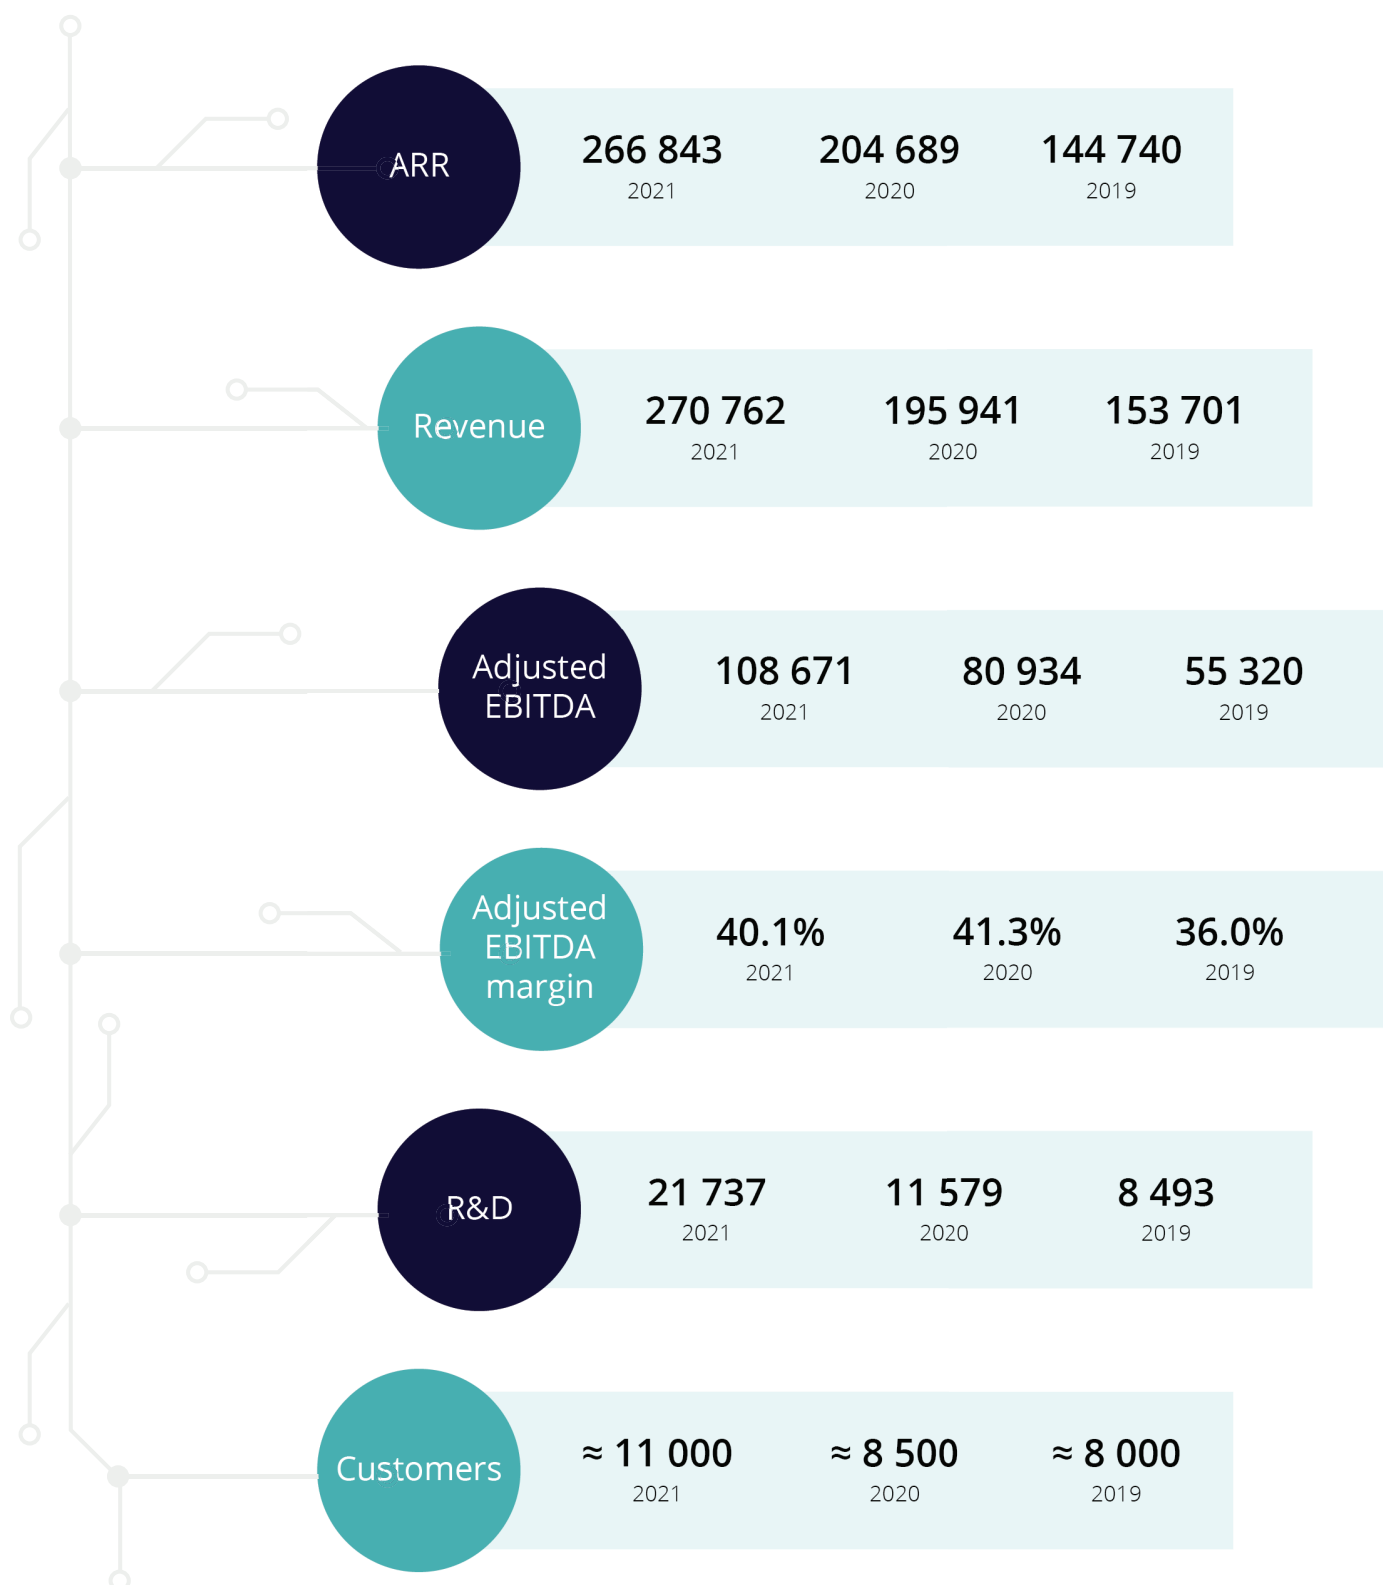 ARR
266 843 204 689 144 740
2021 2020 2019
Revenue
270 762 195 941 153 701
2021 2020 2019
Adjusted
EBITDA
108 671 80 934 55 320
2021 2020 2019
Adjusted
EBITDA
margin
40.1% 41.3% 36.0%
2021 2020 2019
R&D
21 737 11 579 8 493
2021 2020 2019
Customers
≈ 11 000 ≈ 8 500 ≈ 8 000
2021 2020 2019